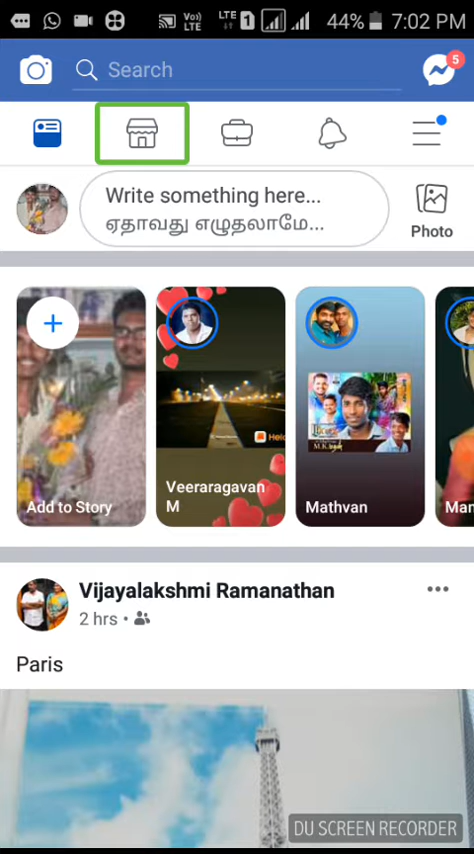 Vo)) LTE
LTE 1 44% 7:02 PM
Search
5
Write something here...
ஏதாவது எழுதலாமே...
Photo
Add to Story
Veeraragavan
M
Mathvan
Man
Vijayalakshmi Ramanathan
2 hrs •
Paris
DU SCREEN RECORDER